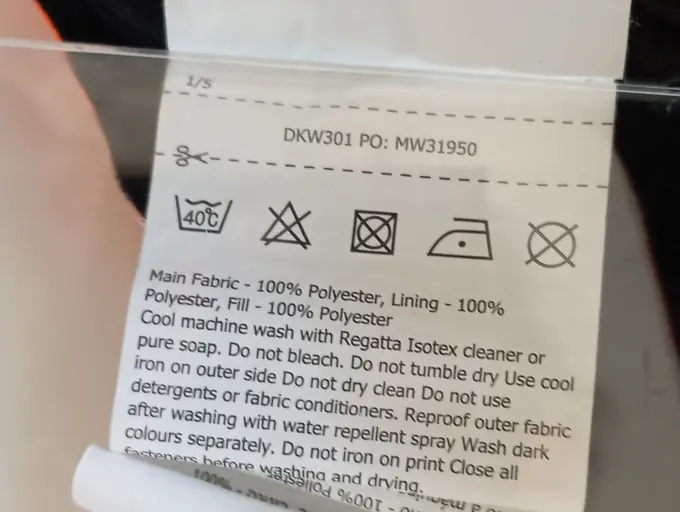 1/5
DKW301 PO: MW31950
40°C
Main Fabric - 100% Polyester, Lining - 100%
Polyester, Fill - 100% Polyester
Cool machine wash with Regatta Isotex cleaner or
pure soap. Do not bleach. Do not tumble dry Use cool
iron on outer side Do not dry clean Do not use
detergents or fabric conditioners. Reproof outer fabric
after washing with water repellent spray Wash dark
colours separately. Do not iron on print Close all
fasteners before washing and drying.
100%